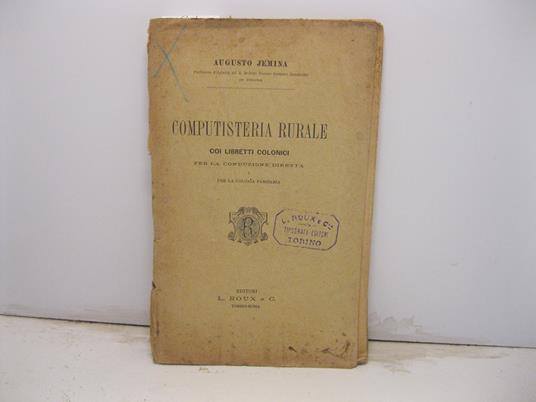 AUGUSTO JEMINA
COMPUTISTERIA RURALE
COI LIBRETTI COLONICI
PER LA CONDUZIONE DIRETTA
E
PER LA COLONÌA PARZIARIA
R
L. ROUX e C.
TIPOGRAFI-EDITORI
TORINO
EDITORI
L. ROUX e C.
TORINO-ROMA